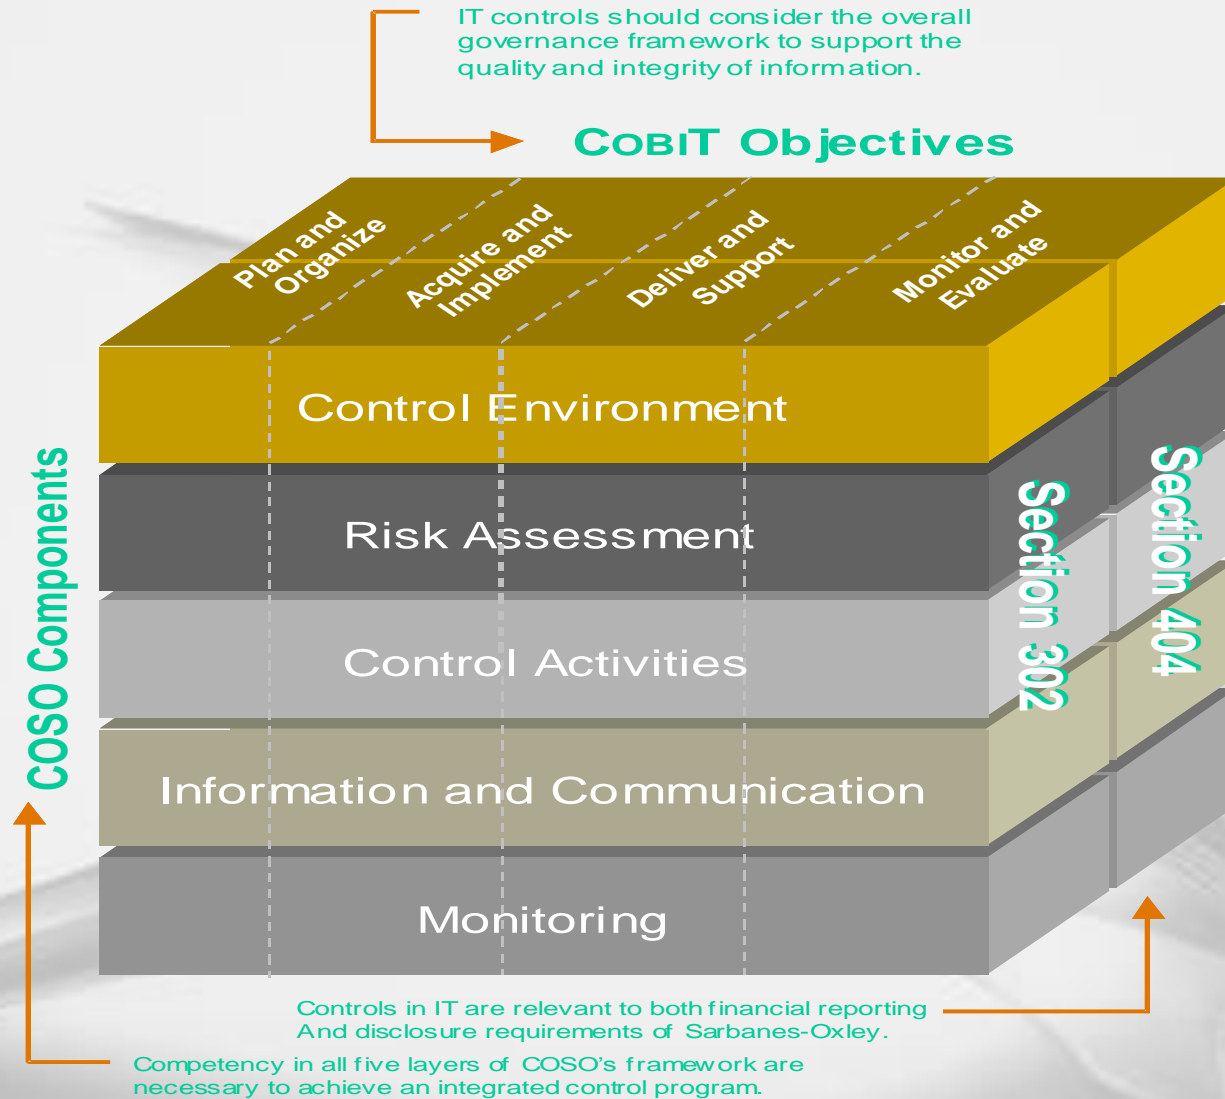 IT controls should consider the overall
governance framework to support the
quality and integrity of information.
COBIT Objectives
Plan and
Organize
Acquire and
Implement
Deliver and
Support
Monitor and
Evaluate
COSO Components
Control Environment
Risk Assessment
Control Activities
Information and Communication
Monitoring
Section 302
Section 404
Controls in IT are relevant to both financial reporting
And disclosure requirements of Sarbanes-Oxley.
Competency in all five layers of COSO’s framework are
necessary to achieve an integrated control program.